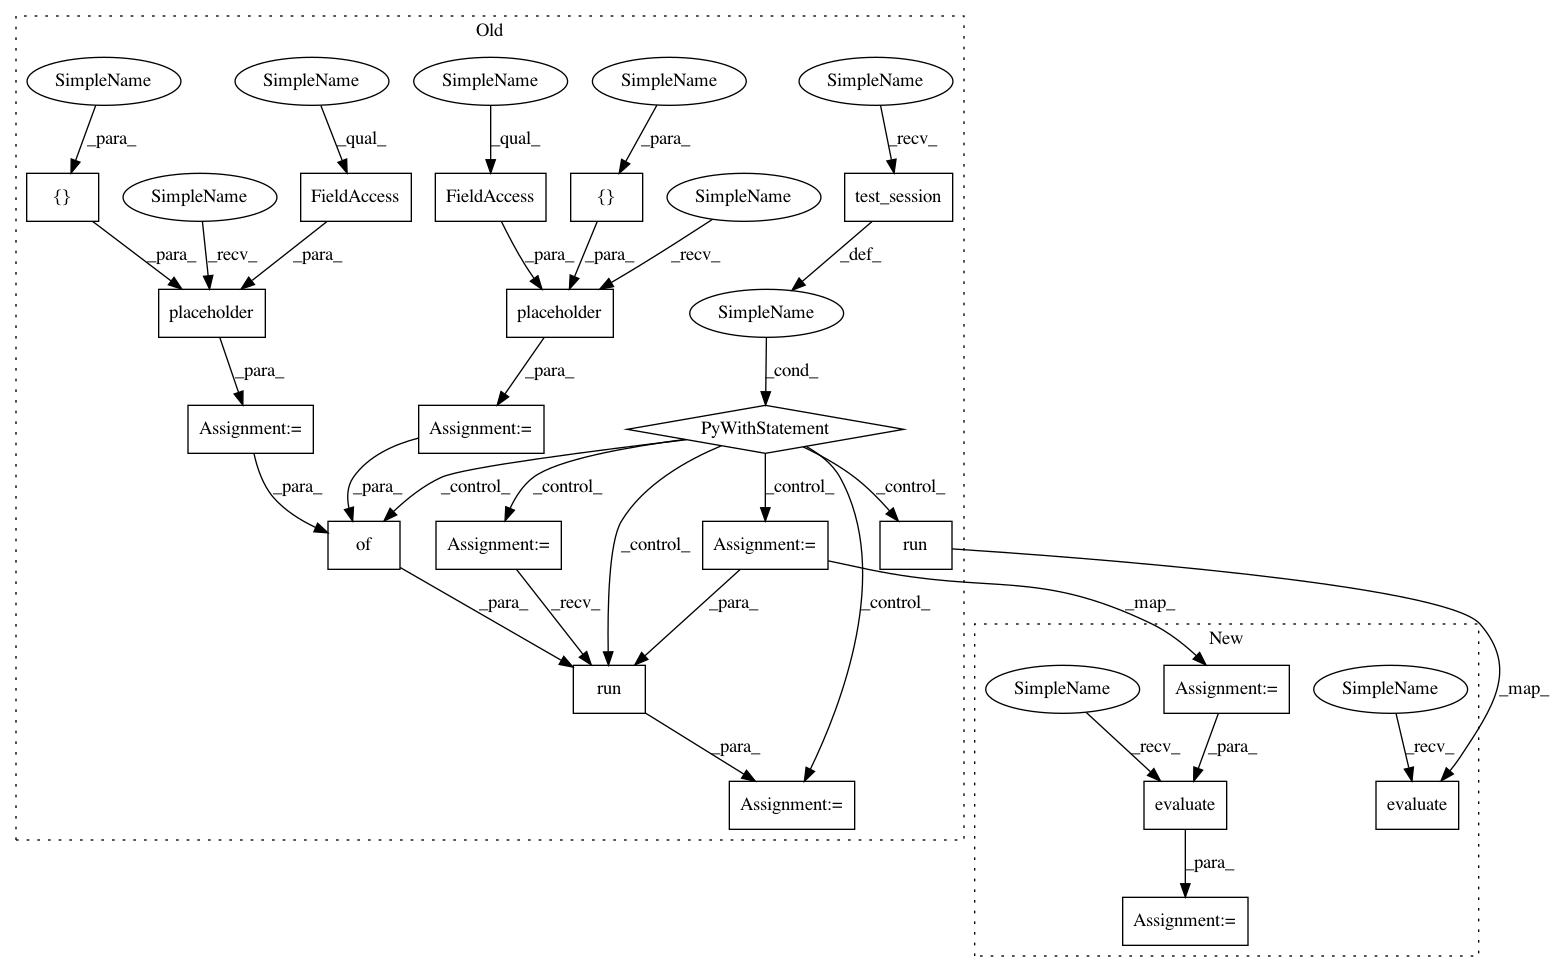 Old
SimpleName SimpleName SimpleName SimpleName SimpleName
_para_ _qual_ _qual_ _para_ _recv_
{} SimpleName FieldAccess FieldAccess {} SimpleName test_session
_para_ _recv_ _para_ _para_ _para_ _recv_ _def_
placeholder placeholder SimpleName
_para_ _para_ _cond_
Assignment:= Assignment:= PyWithStatement
_para_ _para_ _control_ _control_ _control_ _control_
of Assignment:= Assignment:= run
_control_
_para_ _recv_ _para_ _control_ _map_
New
run SimpleName Assignment:= SimpleName _map_
_para_ _recv_ _para_ _recv_
Assignment:= evaluate evaluate
_para_
Assignment:=